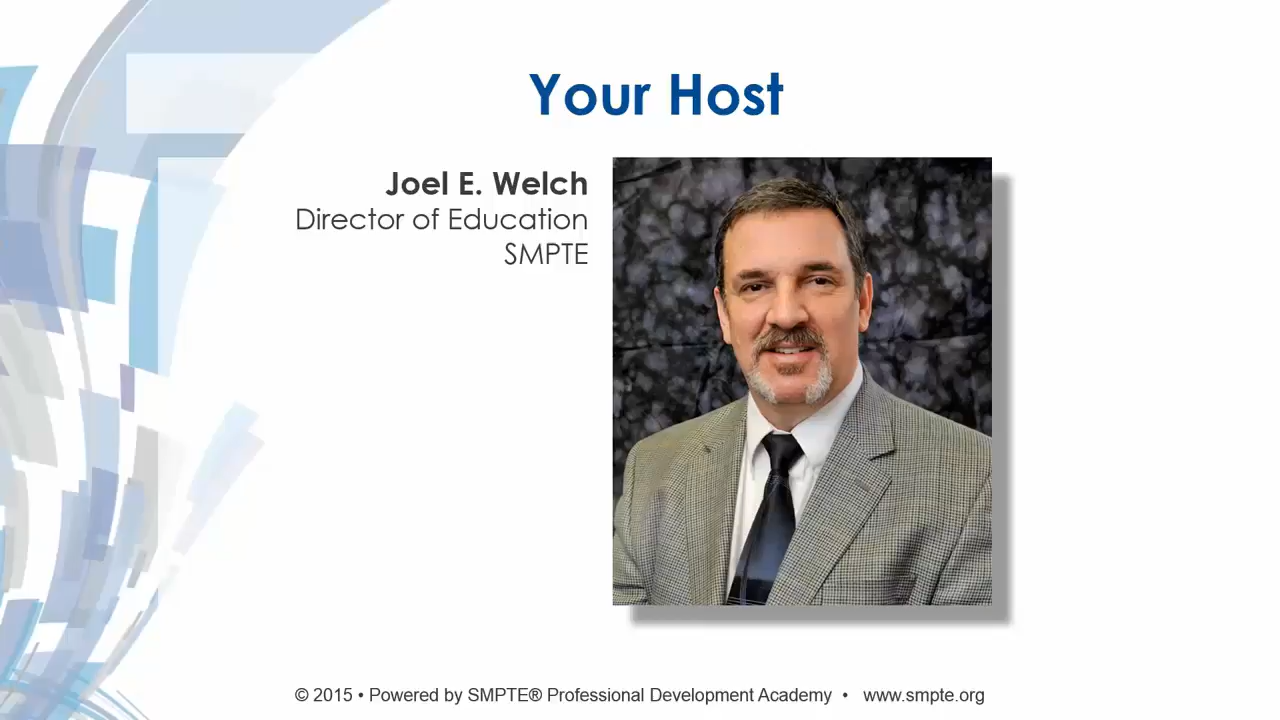 Your Host
Joel E. Welch
Director of Education
SMPTE
© 2015 • Powered by SMPTE® Professional Development Academy • www.smpte.org